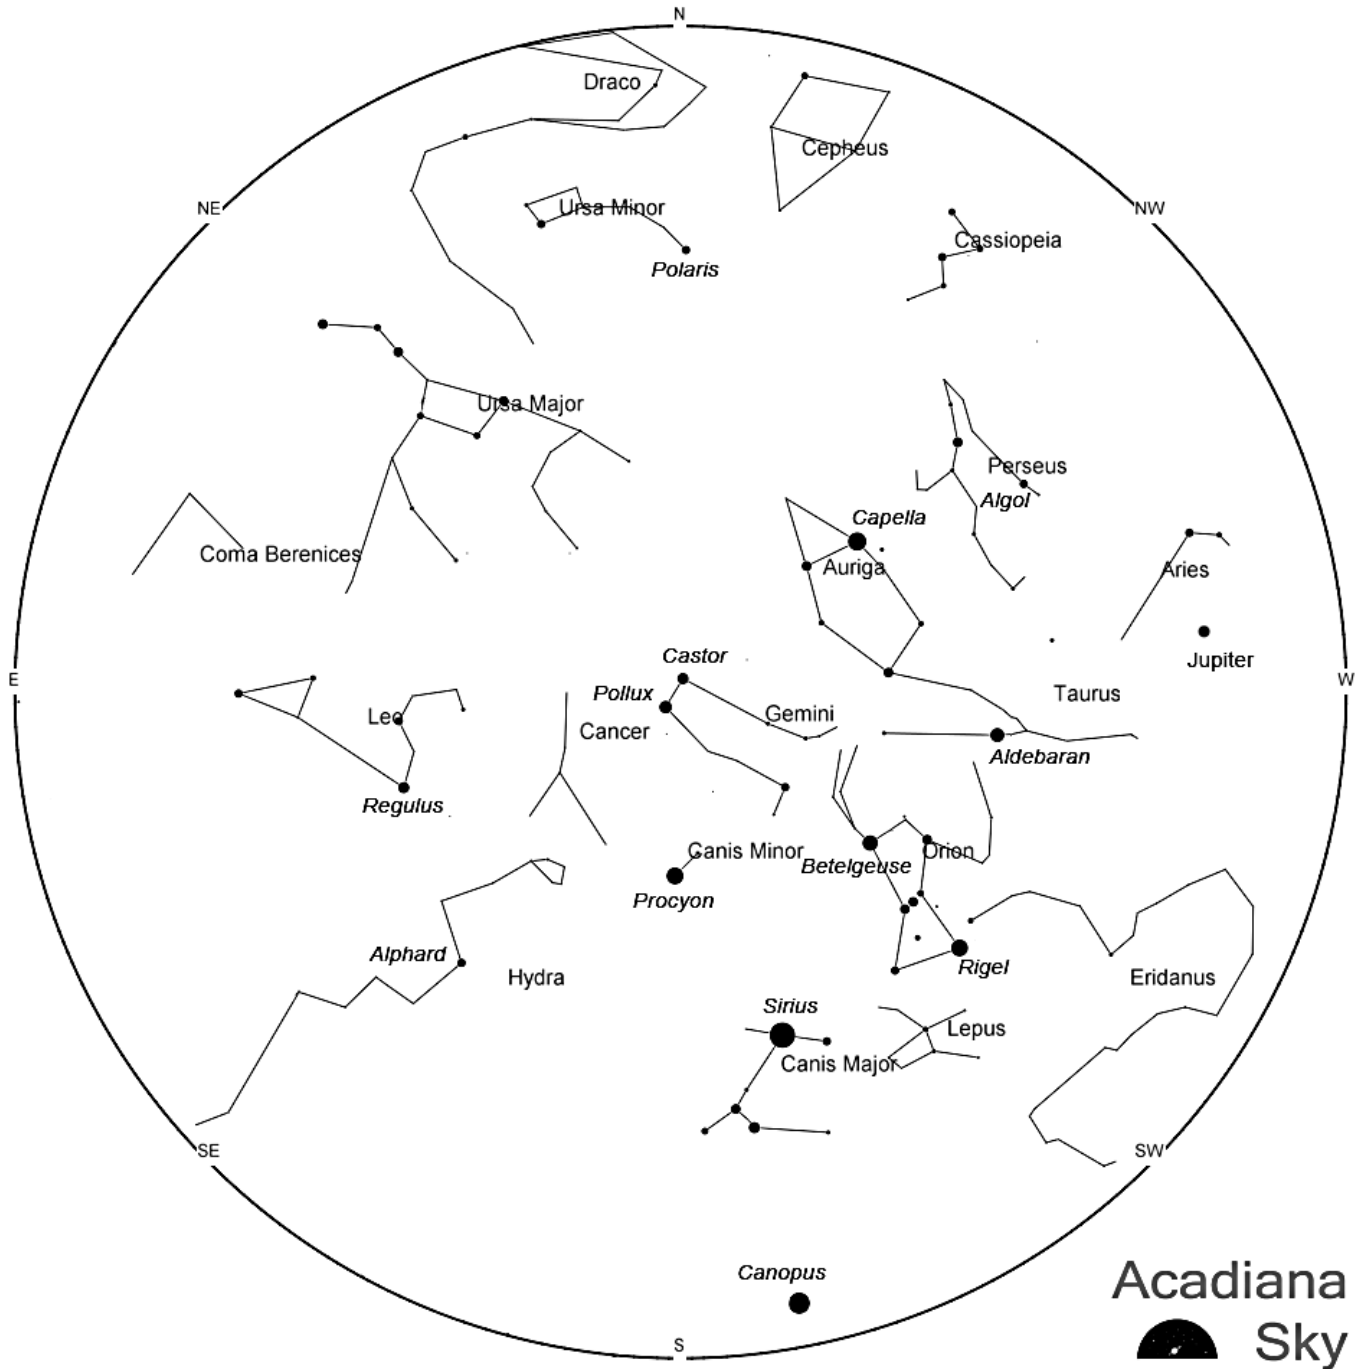 N
Draco
Cepheus
NE
Ursa Minor
NW
Cassiopeia
Polaris
Ursa Major
Perseus
Algol
Capella
Coma Berenices
Auriga
Aries
Castor
Jupiter
E
Pollux
Taurus
W
Leo
Gemini
Cancer
Aldebaran
Regulus
Canis Minor
Orion
Betelgeuse
Procyon
Alphard
Rigel
Hydra
Eridanus
Sirius
Lepus
Canis Major
SE
SW
Canopus
Acadiana
Sky
S